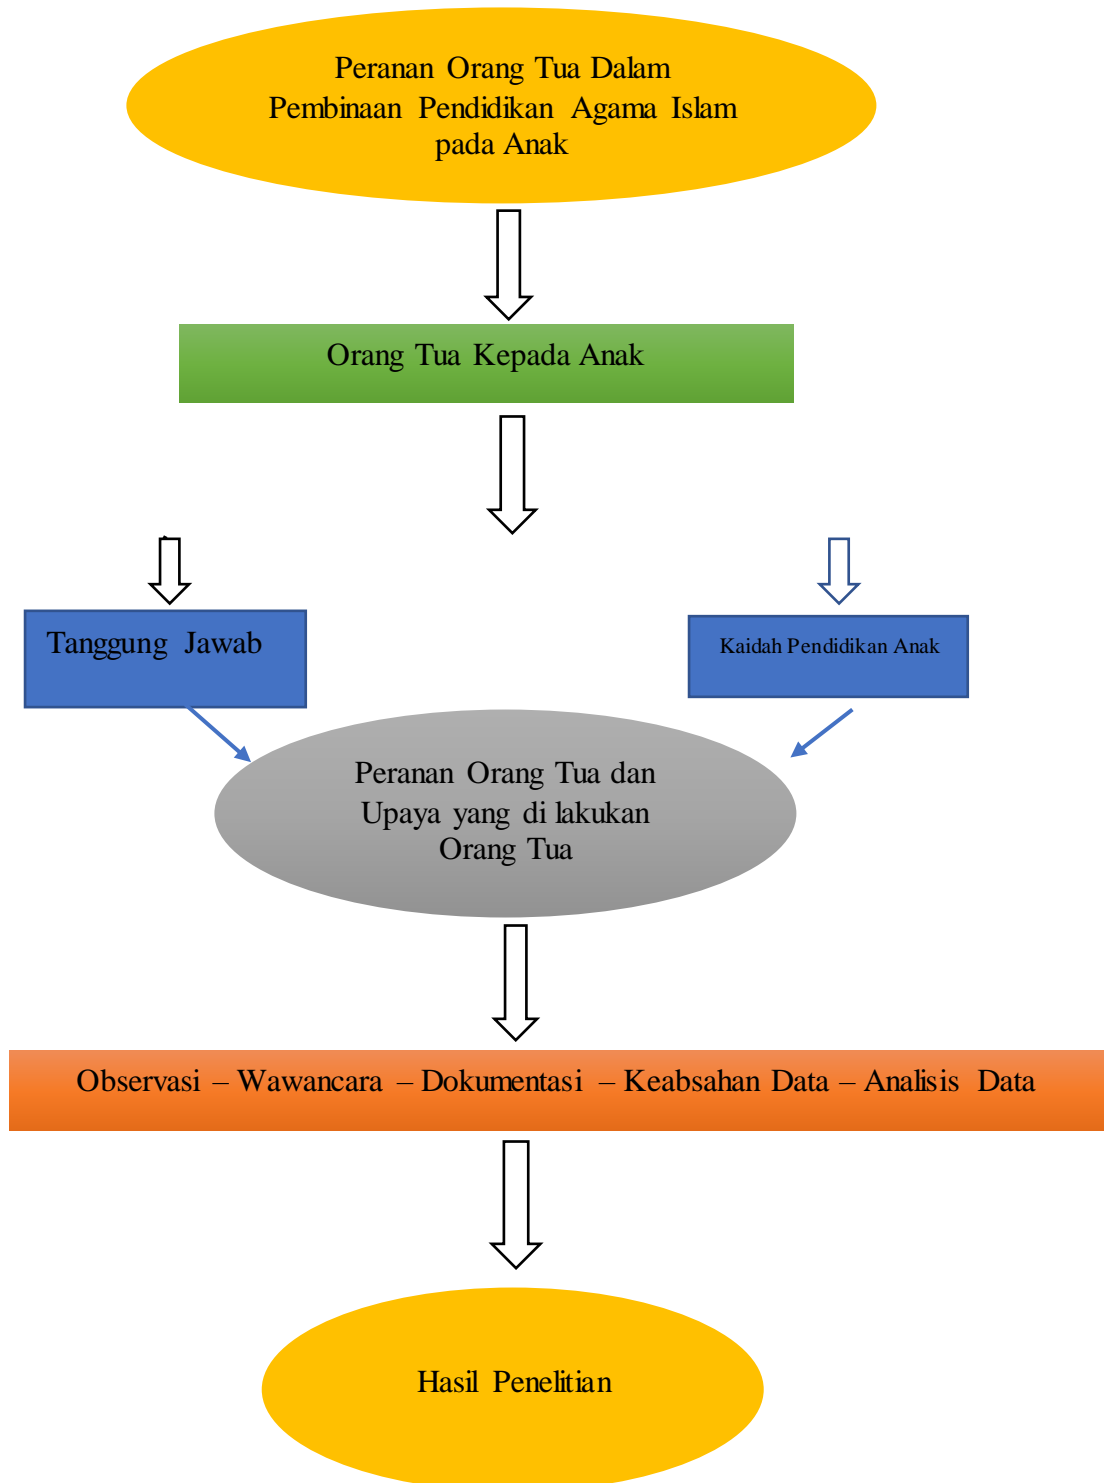 Peranan Orang Tua Dalam
Pembinaan Pendidikan Agama Islam
pada Anak
Orang Tua Kepada Anak
Tanggung Jawab
Kaidah Pendidikan Anak
Peranan Orang Tua dan
Upaya yang di lakukan
Orang Tua
Observasi – Wawancara – Dokumentasi – Keabsahan Data – Analisis Data
Hasil Penelitian